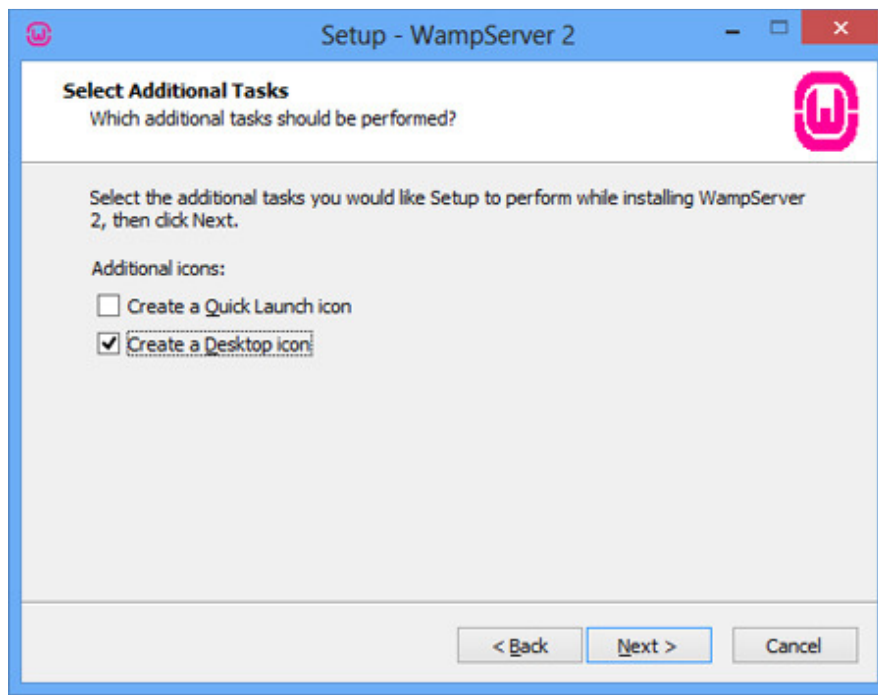 Setup - WampServer 2
Select Additional Tasks
Which additional tasks should be performed?
Select the additional tasks you would like Setup to perform while installing WampServer
2, then click Next.
Additional icons:
Create a Quick Launch icon
Create a Desktop icon
< Back Next > Cancel